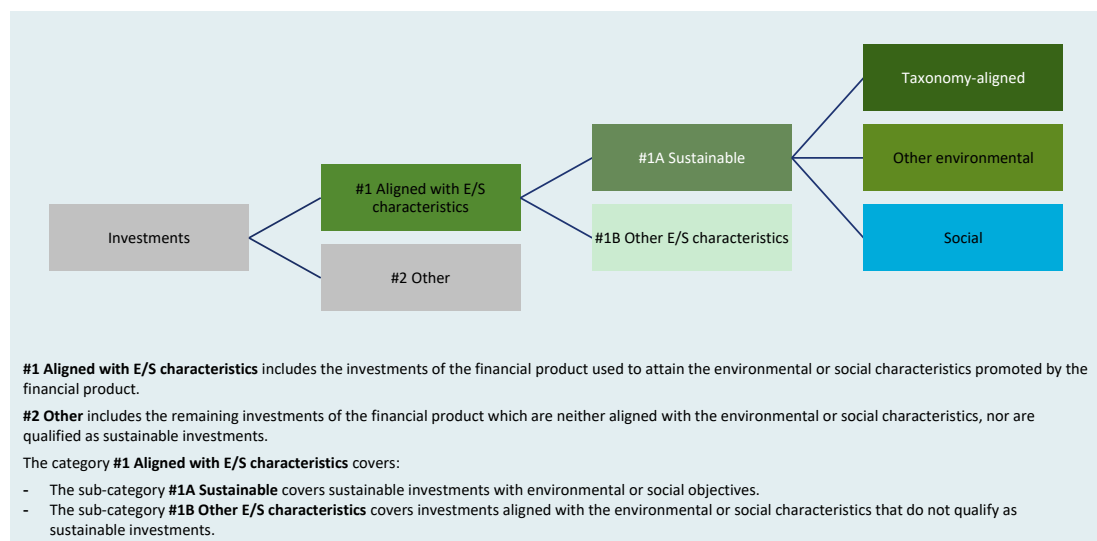 Taxonomy-aligned
#1A Sustainable
Other environmental
#1 Aligned with E/S
characteristics
Investments
#1B Other E/S characteristics
Social
#2 Other
#1 Aligned with E/S characteristics includes the investments of the financial product used to attain the environmental or social characteristics promoted by the
financial product.
#2 Other includes the remaining investments of the financial product which are neither aligned with the environmental or social characteristics, nor are
qualified as sustainable investments.
The category #1 Aligned with E/S characteristics covers:
- The sub-category #1A Sustainable covers sustainable investments with environmental or social objectives.
- The sub-category #1B Other E/S characteristics covers investments aligned with the environmental or social characteristics that do not qualify as
sustainable investments.